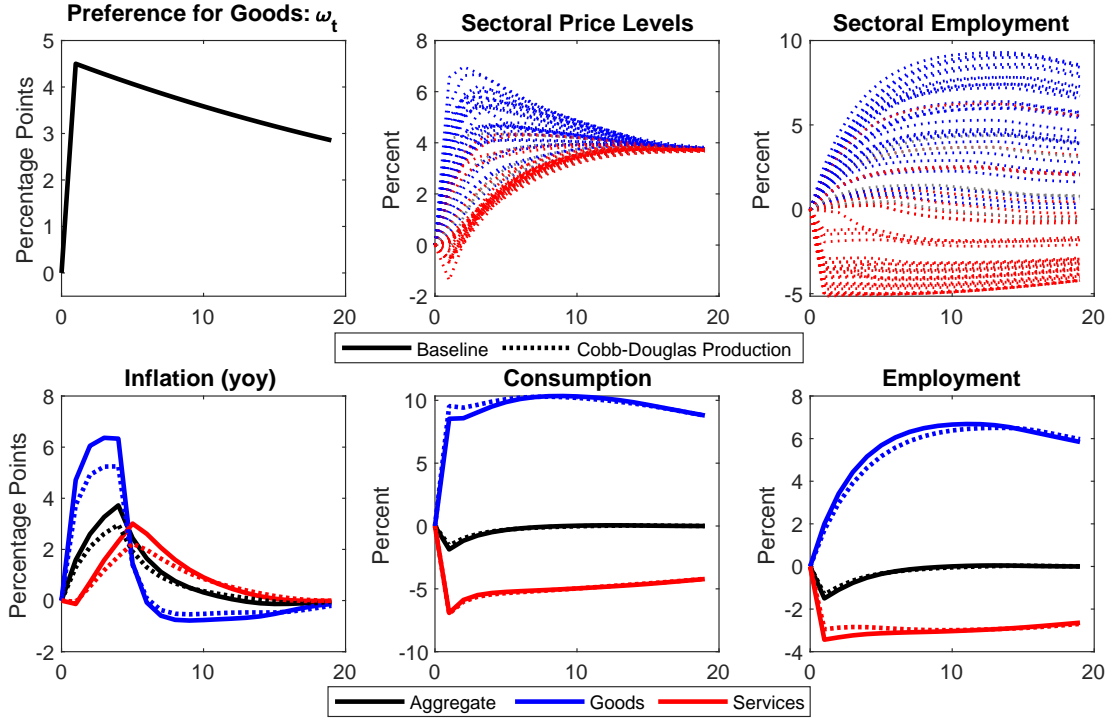 Preference for Goods: ωt
Percentage Points
5
4
3
2
1
0
0 10 20
Sectoral Price Levels
Percent
8
6
4
2
0
-2
0 10 20
Sectoral Employment
Percent
10
5
0
-5
0 10 20
Baseline Cobb-Douglas Production
Inflation (yoy)
Percentage Points
8
6
4
2
0
-2
0 10 20
Consumption
Percent
10
5
0
-5
-10
0 10 20
Employment
Percent
8
6
4
2
0
-2
-4
0 10 20
Aggregate Goods Services